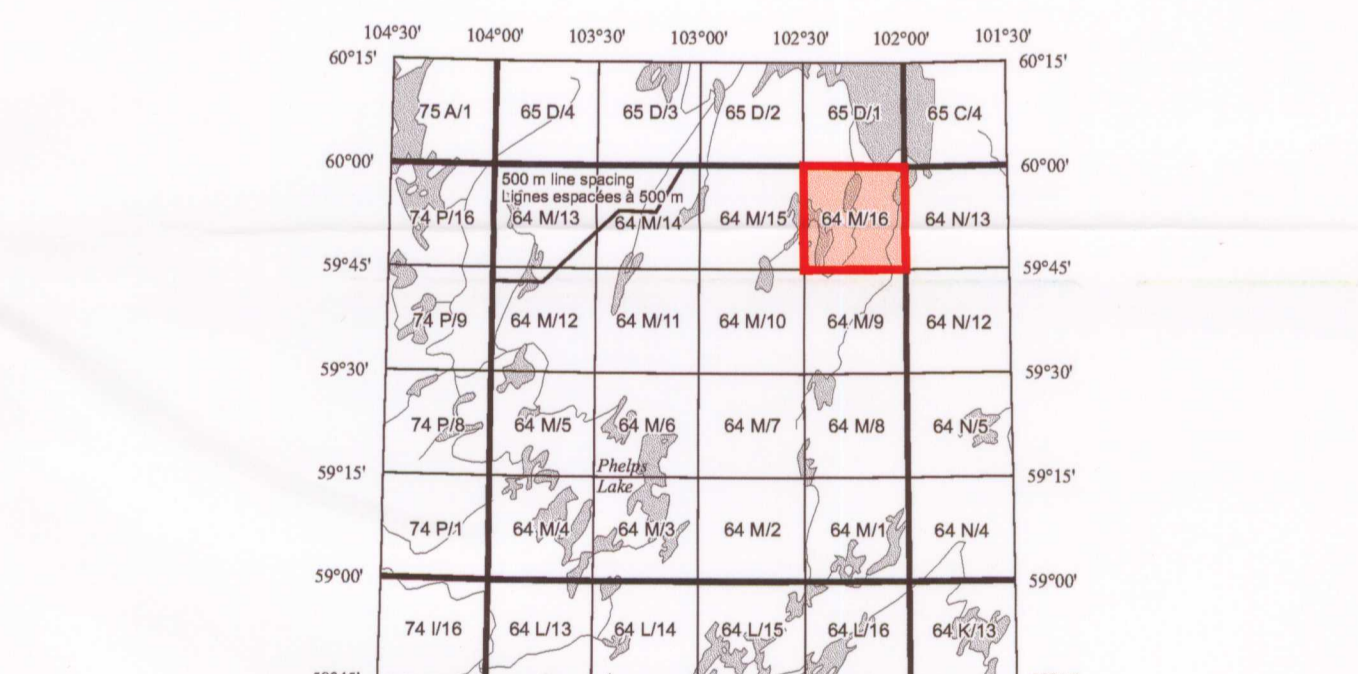 104°30' 104°00' 103°30' 103°00' 102°30' 102°00' 101°30'
60°15' 60°15'
75 A/1 65 D/4 65 D/3 65 D/2 65 D/1 65 C/4
60°00' 60°00'
500 m line spacing
Lignes espacées à 500 m
74 P/16 64 M/13 64 M/14 64 M/15 64 M/16 64 N/13
59°45' 59°45'
74 P/9 64 M/12 64 M/11 64 M/10 64 M/9 64 N/12
59°30' 59°30'
74 P/8 64 M/5 64 M/6 64 M/7 64 M/8 64 N/5
Phelps
59°15' 59°15'
Lake
74 P/1 64 M/4 64 M/3 64 M/2 64 M/1 64 N/4
59°00' 59°00'
74 I/16 64 L/13 64 L/14 64 L/15 64 L/16 64 K/13